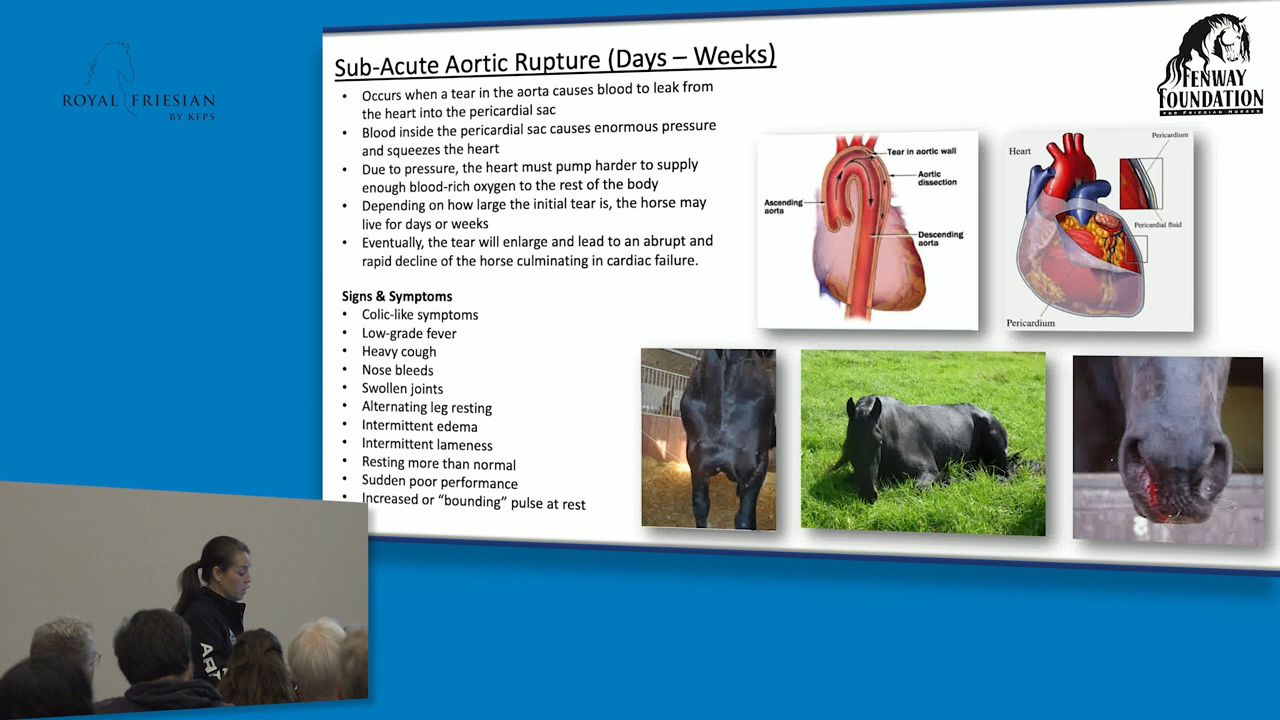 ROYAL FRIESIAN
BY KFPS
Sub-Acute Aortic Rupture (Days – Weeks)
• Occurs when a tear in the aorta causes blood to leak from
the heart into the pericardial sac
• Blood inside the pericardial sac causes enormous pressure
and squeezes the heart
• Due to pressure, the heart must pump harder to supply
enough blood-rich oxygen to the rest of the body
• Depending on how large the initial tear is, the horse may
live for days or weeks
• Eventually, the tear will enlarge and lead to an abrupt and
rapid decline of the horse culminating in cardiac failure.
Signs & Symptoms
• Colic-like symptoms
• Low-grade fever
• Heavy cough
• Nose bleeds
• Swollen joints
• Alternating leg resting
• Intermittent edema
• Intermittent lameness
• Resting more than normal
• Sudden poor performance
• Increased or “bounding” pulse at rest
FENWAY
FOUNDATION
FOR FRIESIAN HORSES
Tear in aortic wall
Aortic
dissection
Ascending
aorta
Descending
aorta
Pericardium
Heart
Pericardial fluid
Pericardium